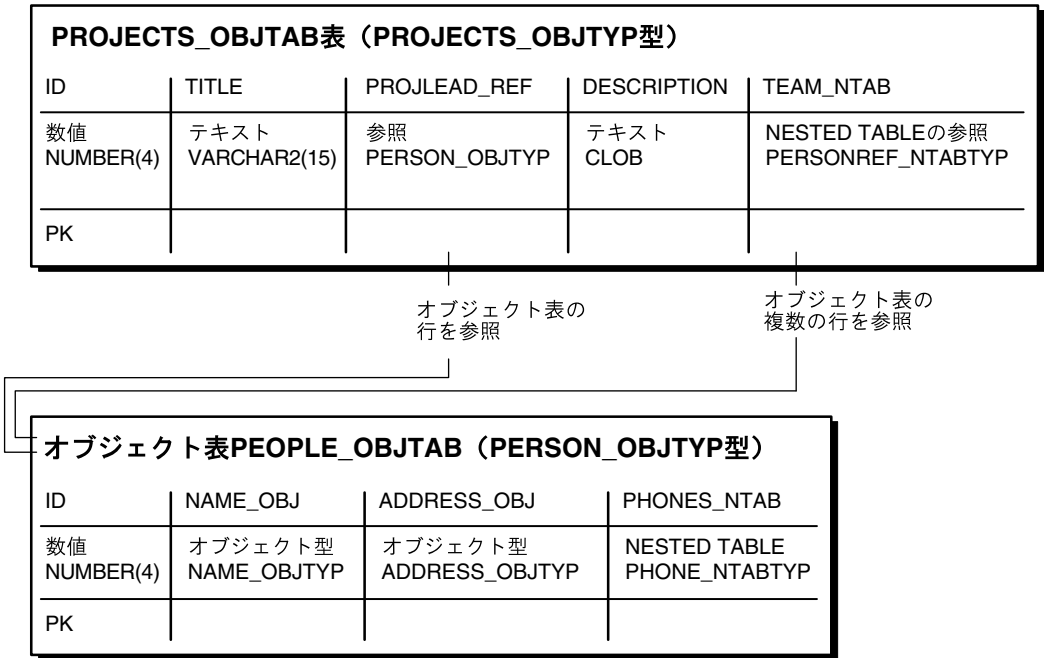 PROJECTS_OBJTAB表（PROJECTS_OBJTYP型）
ID TITLE PROJLEAD_REF DESCRIPTION TEAM_NTAB
数値 テキスト 参照 テキスト NESTED TABLEの参照
NUMBER(4) VARCHAR2(15) PERSON_OBJTYP CLOB PERSONREF_NTABTYP
PK
オブジェクト表の
行を参照
オブジェクト表の
複数の行を参照
オブジェクト表PEOPLE_OBJTAB（PERSON_OBJTYP型）
ID NAME_OBJ ADDRESS_OBJ PHONES_NTAB
数値 オブジェクト型 オブジェクト型 NESTED TABLE
NUMBER(4) NAME_OBJTYP ADDRESS_OBJTYP PHONE_NTABTYP
PK